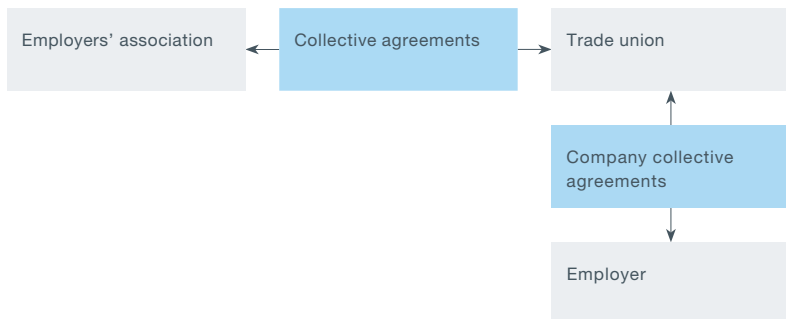 Employers’ association
Collective agreements
Trade union
Company collective
agreements
Employer